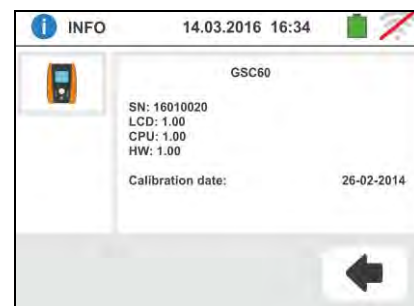 INFO 14.03.2016 16:34
GSC60
SN: 16010020
LCD: 1.00
CPU: 1.00
HW: 1.00
Calibration date: 26-02-2014